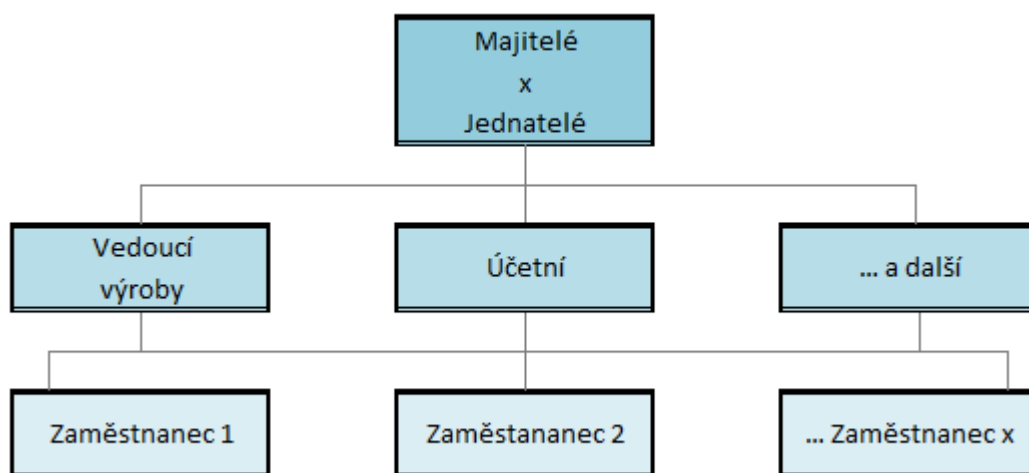 Majitelé
x
Jednatelé
Vedoucí
výroby
Účetní
... a další
Zaměstnanec 1
Zaměstananec 2
... Zaměstnanec x